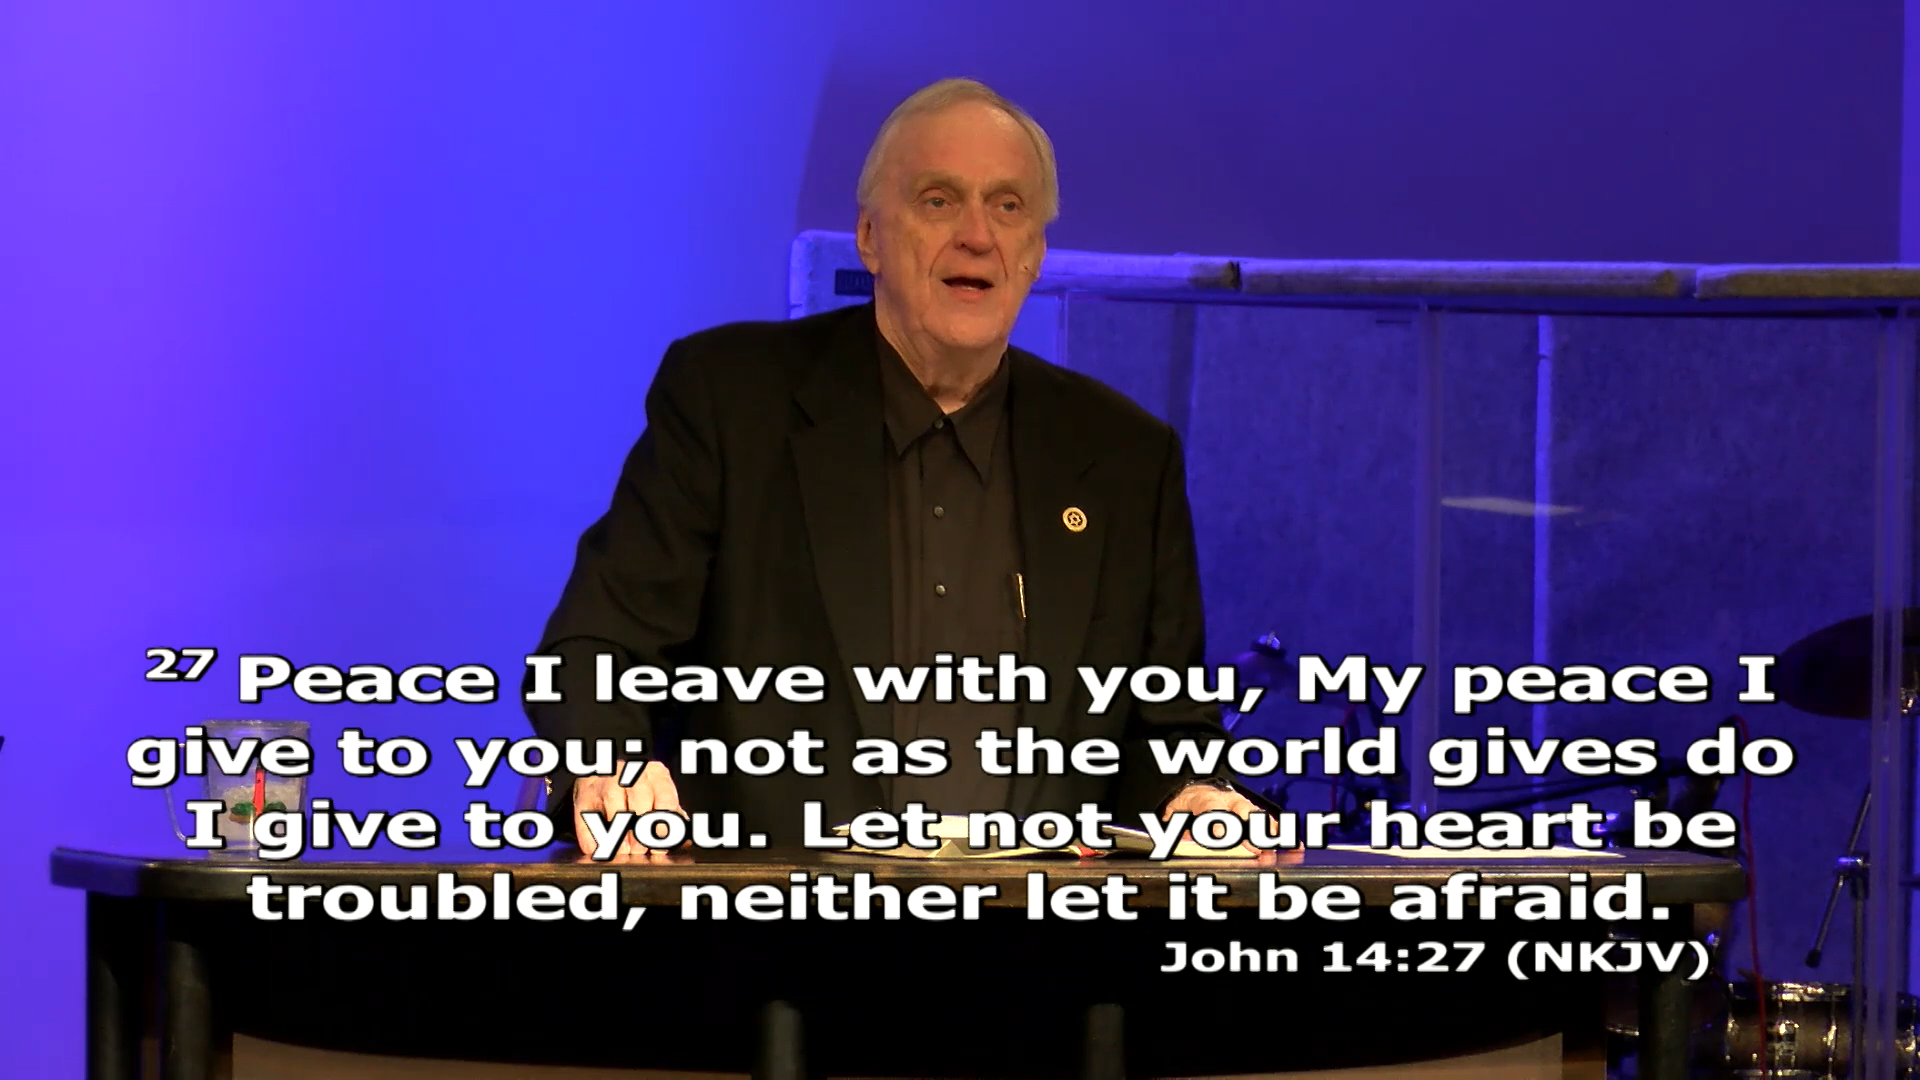 27 Peace I leave with you, My peace I
give to you; not as the world gives do
I give to you. Let not your heart be
troubled, neither let it be afraid.
John 14:27 (NKJV)